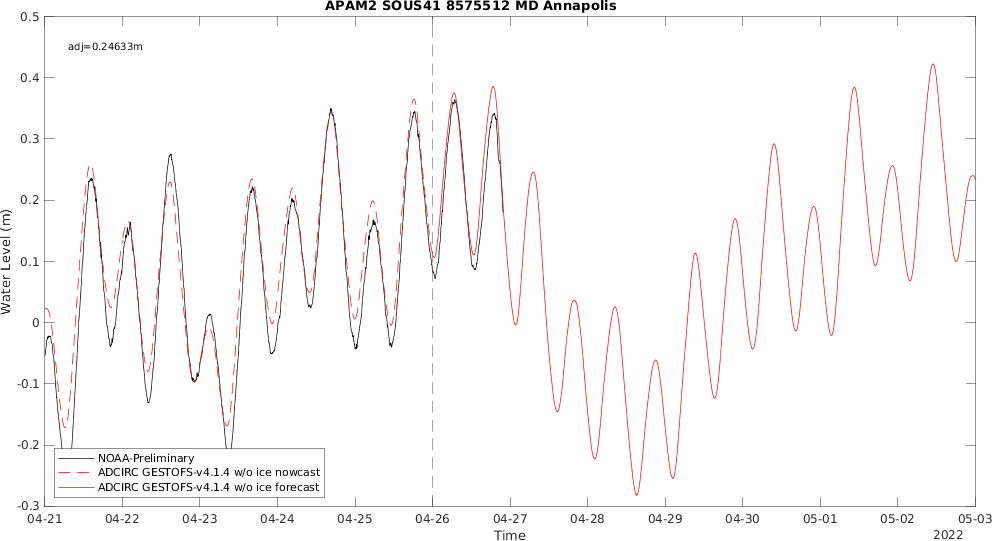 APAM2 SOUS41 8575512 MD Annapolis
0.5
adj=0.24633m
0.4
0.3
0.2
0.1
0
-0.1
-0.2
-0.3
Water Level (m)
NOAA-Preliminary
ADCIRC GESTOFS-v4.1.4 w/o ice nowcast
ADCIRC GESTOFS-v4.1.4 w/o ice forecast
04-21 04-22 04-23 04-24 04-25 04-26 04-27 04-28 04-29 04-30 05-01 05-02 05-03
Time
2022